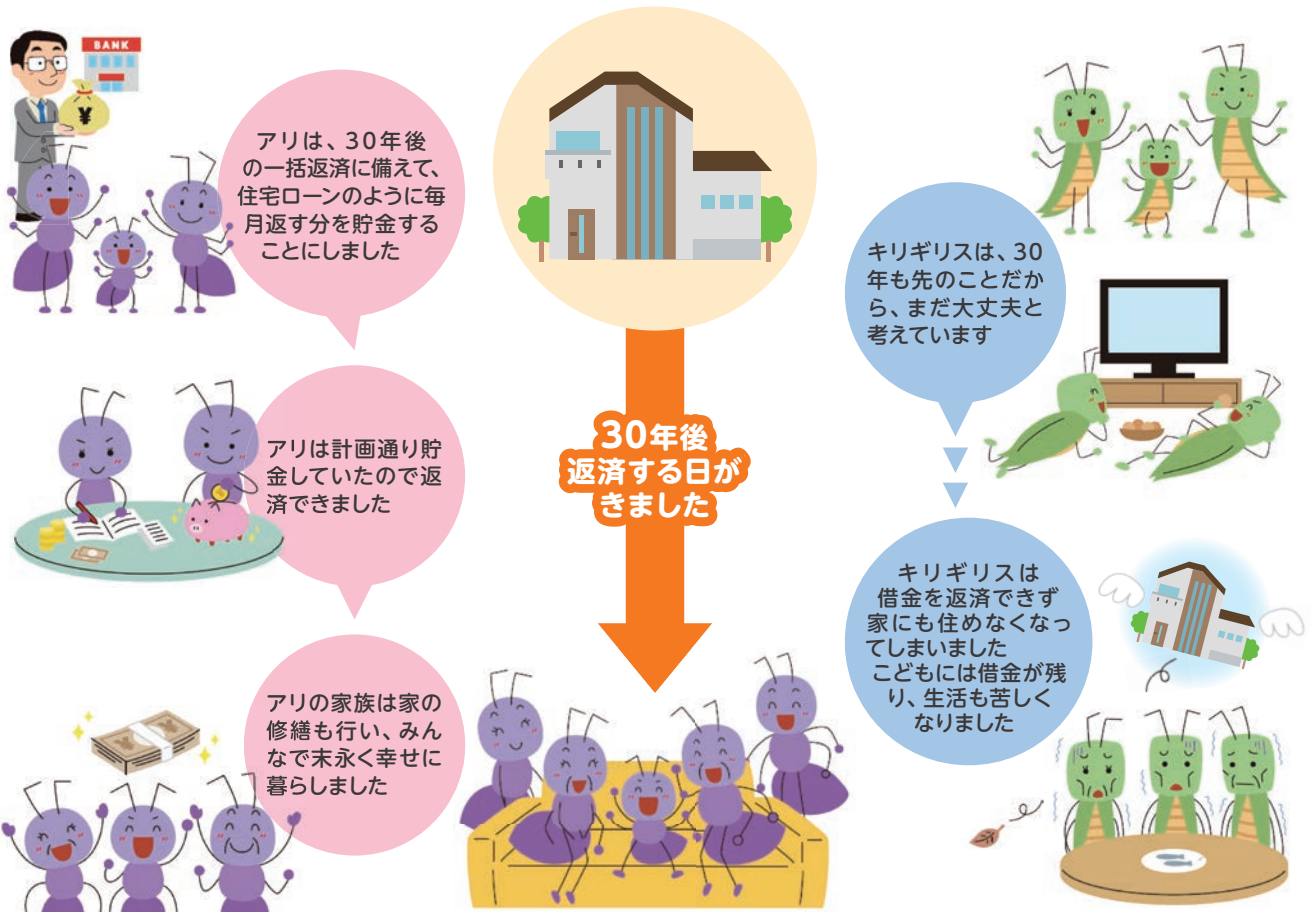 BANK
¥
アリは、30年後
の一括返済に備えて、
住宅ローンのように毎
月返す分を貯金する
ことにしました
アリは計画通り貯
金していたので返
済できました
アリの家族は家の
修繕も行い、みん
なで末永く幸せに
暮らしました
30年後
返済する日が
きました
キリギリスは、30
年も先のことだか
ら、まだ大丈夫と
考えています
キリギリスは
借金を返済できず
家にも住めなくなっ
てしまいました
こどもには借金が残
り、生活も苦しく
なりました